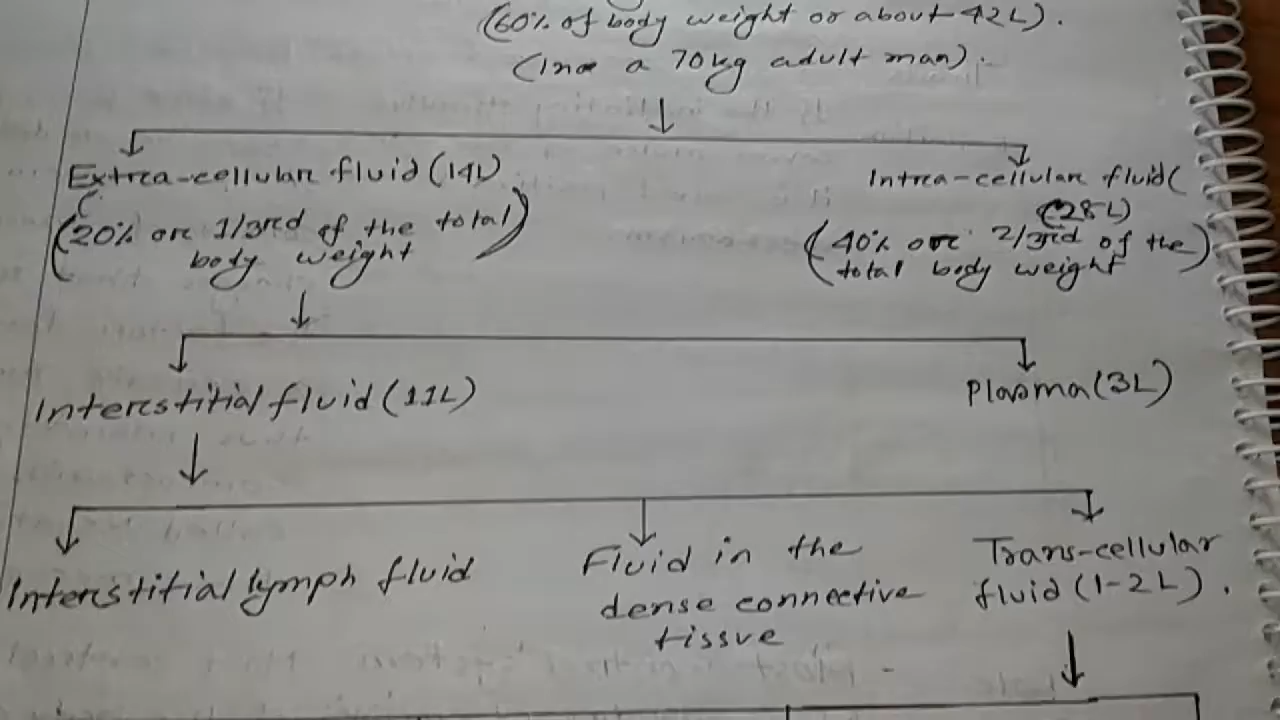 (60% of body weight or about 42L).
(In a 70kg adult man).
Extra-cellular fluid (14L)
(20% or 1/3rd of the total
body weight)
Intra-cellular fluid (
(28L)
(40% or 2/3rd of the
total body weight)
Interstitial fluid (11L)
Plasma (3L)
Interstitial lymph fluid
Fluid in the
dense connective
tissue
Trans-cellular
fluid (1-2L).